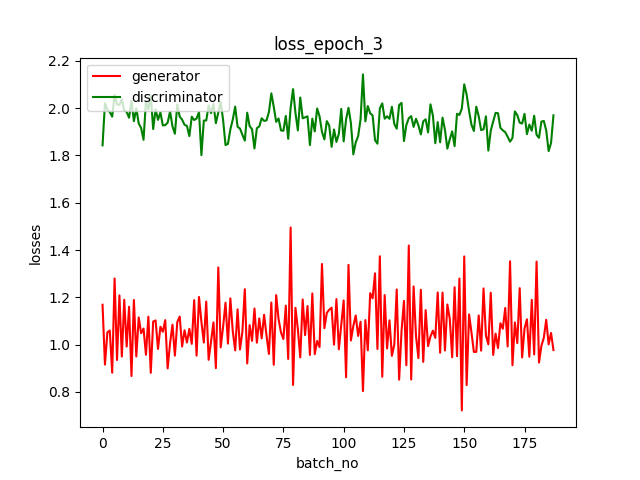 loss_epoch_3
generator
discriminator
losses
2.2
2.0
1.8
1.6
1.4
1.2
1.0
0.8
0 25 50 75 100 125 150 175
batch_no